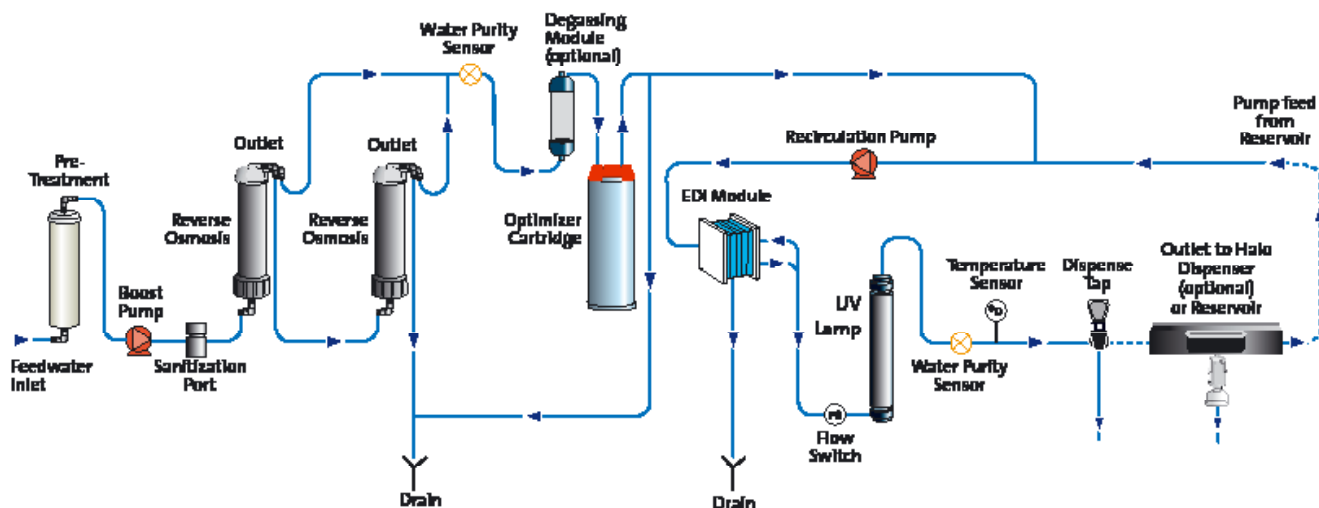 Water Purity
Sensor
Degassing
Module
(optional)
Pump feed
from
Reservoir
Outlet
Outlet
Recirculation Pump
Pre-
Treatment
EDI Module
Reverse
Osmosis
Reverse
Osmosis
Optimizer
Cartridge
Outlet to Halo
Dispenser
(optional)
or Reservoir
Temperature
Sensor
Dispense
Tap
Boost
Pump
UV
Lamp
Feedwater
Inlet
Sanitization
Port
Water Purity
Sensor
FS
Flow
Switch
Drain
Drain